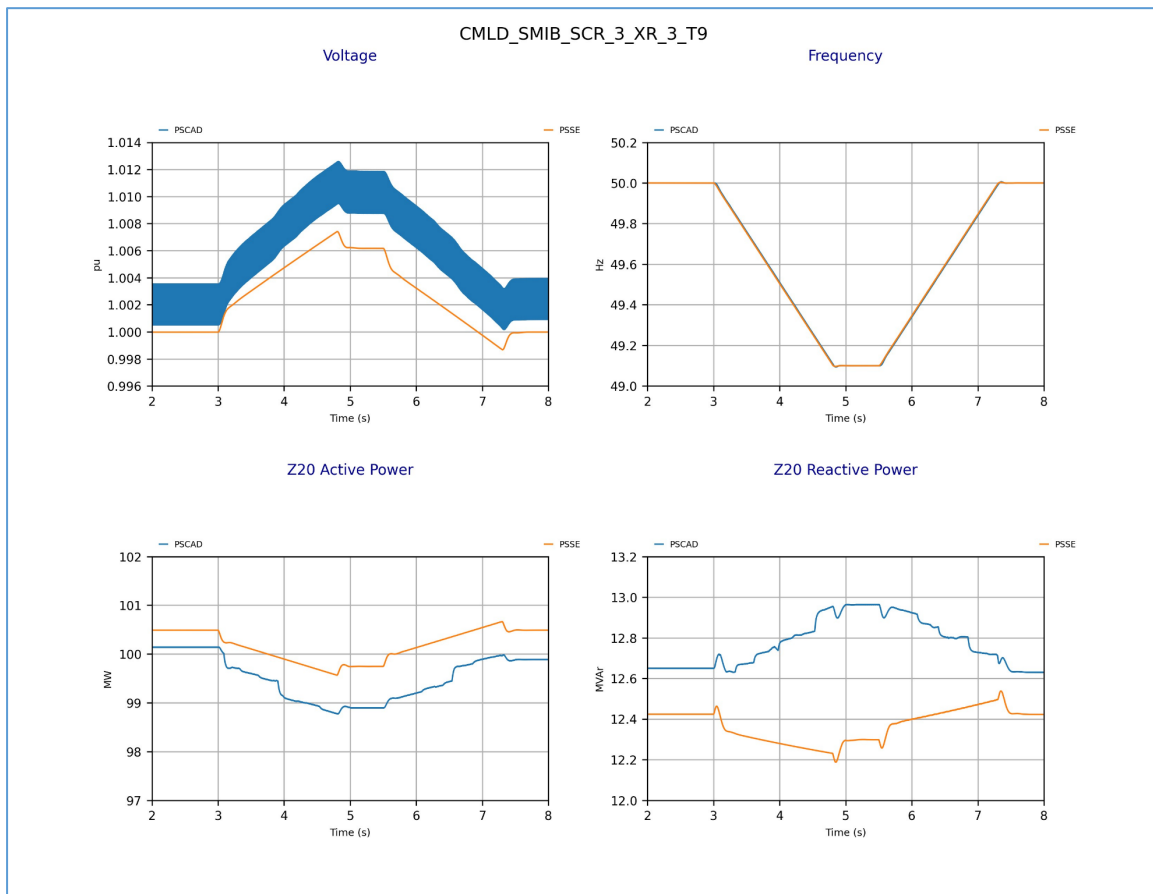 CMLD_SMIB_SCR_3_XR_3_T9
Voltage
PSCAD
PSSE
1.014
1.012
1.010
1.008
1.006
1.004
1.002
1.000
0.998
0.996
pu
2 3 4 5 6 7 8
Time (s)
Frequency
PSCAD
PSSE
50.2
50.0
49.8
49.6
49.4
49.2
49.0
Hz
2 3 4 5 6 7 8
Time (s)
Z20 Active Power
PSCAD
PSSE
102
101
100
99
98
97
MW
2 3 4 5 6 7 8
Time (s)
Z20 Reactive Power
PSCAD
PSSE
13.2
13.0
12.8
12.6
12.4
12.2
12.0
MVAr
2 3 4 5 6 7 8
Time (s)